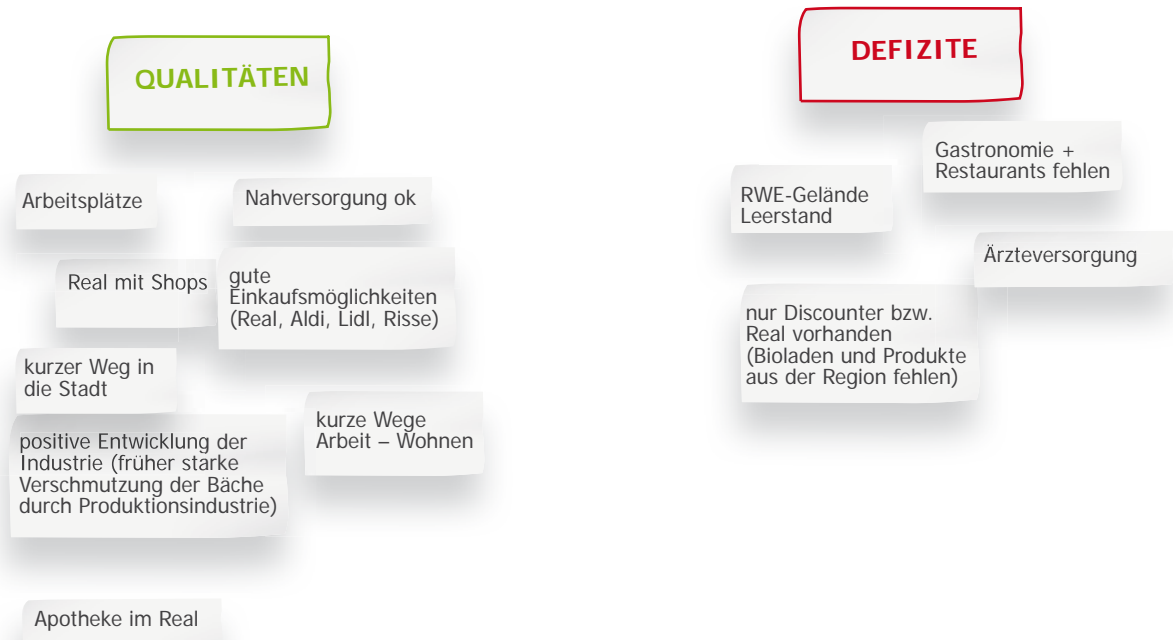 QUALITÄTEN
Arbeitsplätze
Nahversorgung ok
Real mit Shops
gute
Einkaufsmöglichkeiten
(Real, Aldi, Lidl, Risse)
kurzer Weg in
die Stadt
kurze Wege
Arbeit – Wohnen
positive Entwicklung der
Industrie (früher starke
Verschmutzung der Bäche
durch Produktionsindustrie)
Apotheke im Real
DEFIZITE
Gastronomie +
Restaurants fehlen
RWE-Gelände
Leerstand
Ärzteversorgung
nur Discounter bzw.
Real vorhanden
(Bioladen und Produkte
aus der Region fehlen)